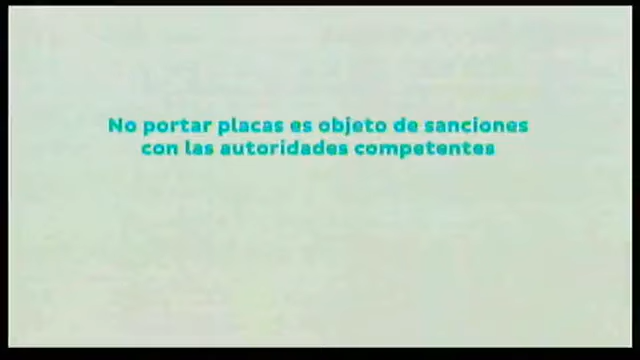 No portar placas es objeto de sanciones
con las autoridades competentes